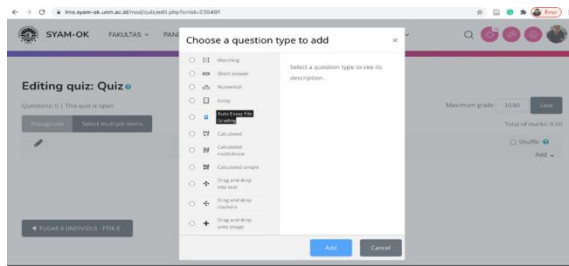 lms.syam-ok.unm.ac.id/mod/quiz/edit.php?cmid=236491
Error
SYAM-OK
FAKULTAS
Choose a question type to add
×
Matching
Short answer
Numerical
Essay
Auto Essay File
Grading
Calculated
Calculated
multichoice
Calculated simple
Drag and drop
into text
Drag and drop
markers
Drag and drop
onto image
Select a question type to see its
description.
Add
Cancel
Editing quiz: Quiz
Questions: 0 | This quiz is open
Repaginate
Select multiple items
Maximum grade
10.00
Save
Total of marks: 0.00
Shuffle
Add
TUGAS 6 (INDIVIDU) - PTIK E